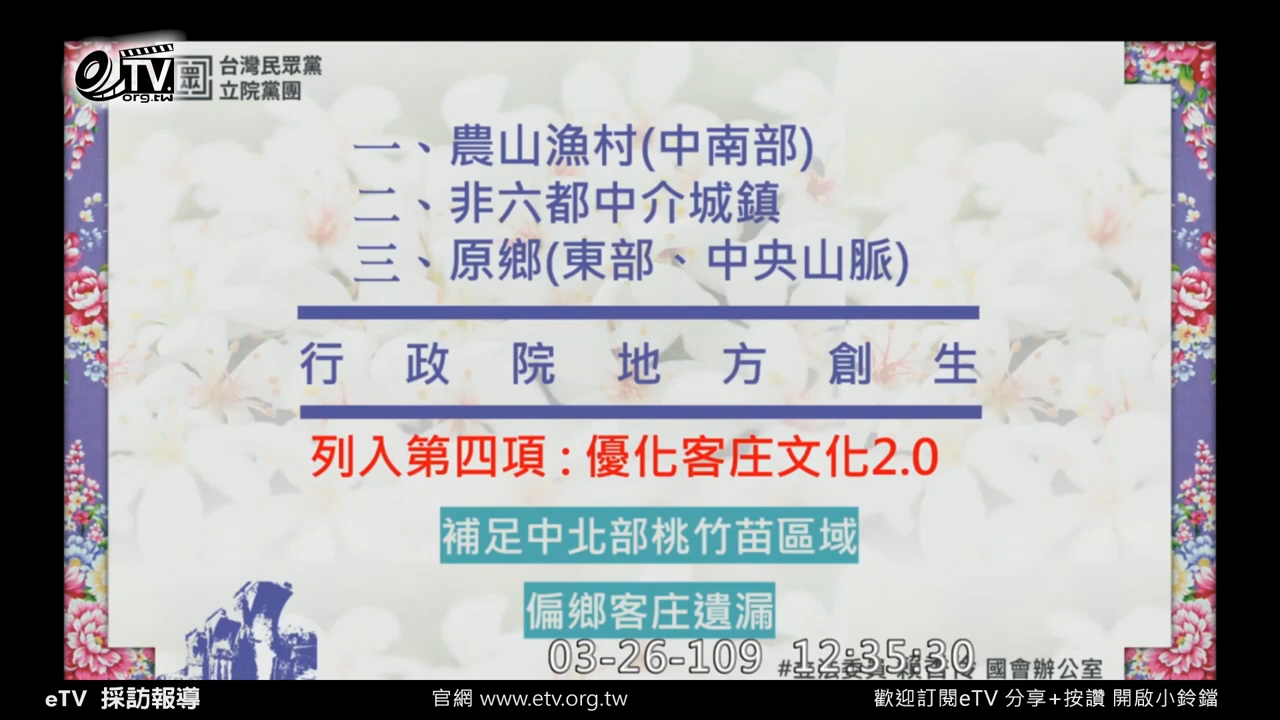 eTV.
org.tw
眾
台灣民眾黨
立院黨團
一、農山漁村(中南部)
二、非六都中介城鎮
三、原鄉(東部、中央山脈)
行政院地方創生
列入第四項:優化客庄文化2.0
補足中北部桃竹苗區域
偏鄉客庄遺漏
03-26-109 12:35:30
#立法委員 國會辦公室
eTV 採訪報導
官網 www.etv.org.tw
歡迎訂閱eTV 分享+按讚 開啟小鈴鐺